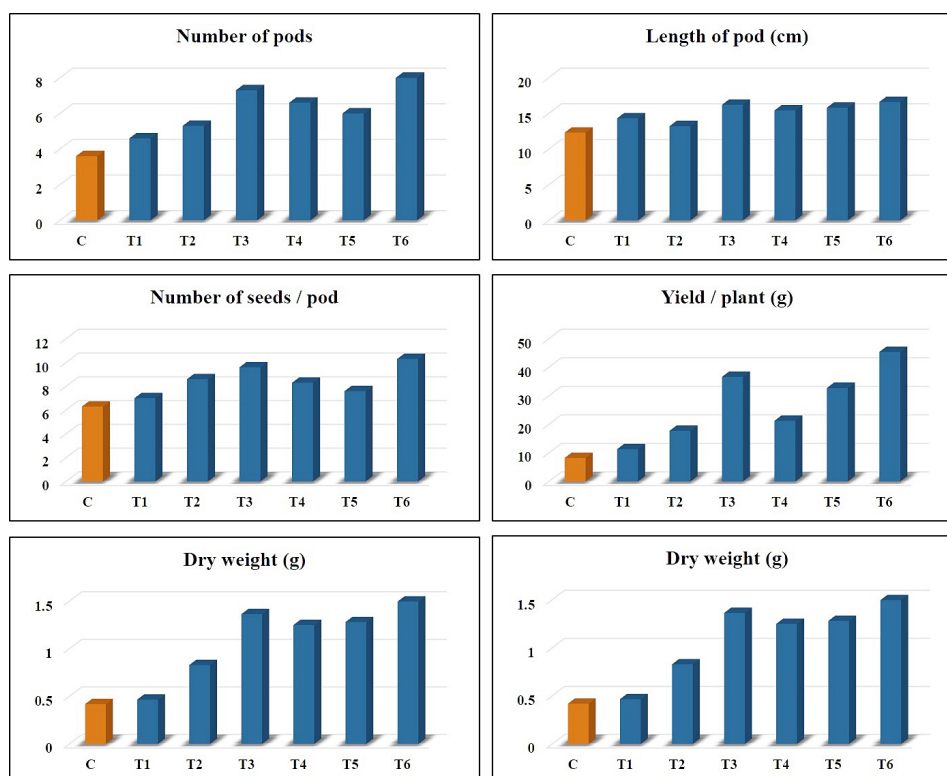 Number of pods
8
6
4
2
0
C T1 T2 T3 T4 T5 T6
Length of pod (cm)
20
15
10
5
0
C T1 T2 T3 T4 T5 T6
Number of seeds / pod
12
10
8
6
4
2
0
C T1 T2 T3 T4 T5 T6
Yield / plant (g)
50
40
30
20
10
0
C T1 T2 T3 T4 T5 T6
Dry weight (g)
1.5
1
0.5
0
C T1 T2 T3 T4 T5 T6
Dry weight (g)
1.5
1
0.5
0
C T1 T2 T3 T4 T5 T6